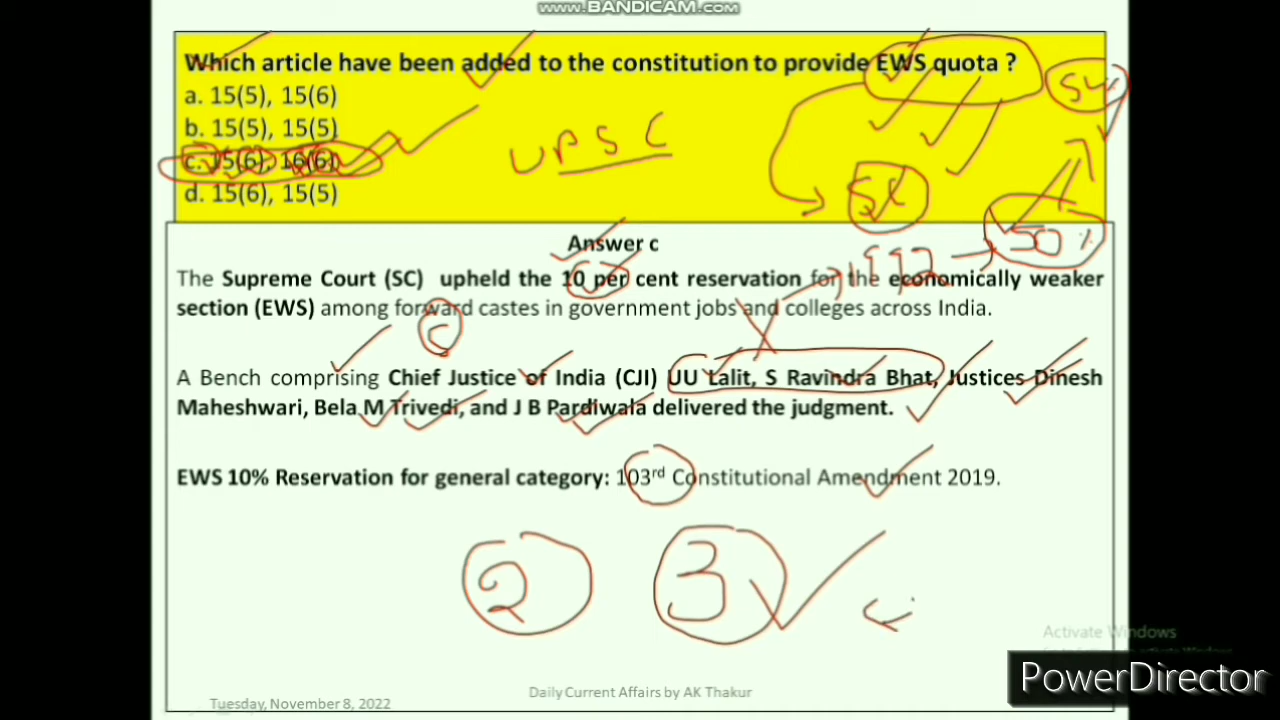 WWW.BANDICAM.COM
Which article have been added to the constitution to provide EWS quota ?
a. 15(5), 15(6)
b. 15(5), 15(5)
c. 15(6), 16(6)
d. 15(6), 15(5)
UPSC
Answer c
1992
50%
The Supreme Court (SC) upheld the 10 per cent reservation for the economically weaker
section (EWS) among forward castes in government jobs and colleges across India.
A Bench comprising Chief Justice of India (CJI) UU Lalit, S Ravindra Bhat, Justices Dinesh
Maheshwari, Bela M Trivedi, and J B Pardiwala delivered the judgment.
EWS 10% Reservation for general category: 103rd Constitutional Amendment 2019.
2 3
Activate Windows
PowerDirector
Daily Current Affairs by AK Thakur
Tuesday, November 8, 2022